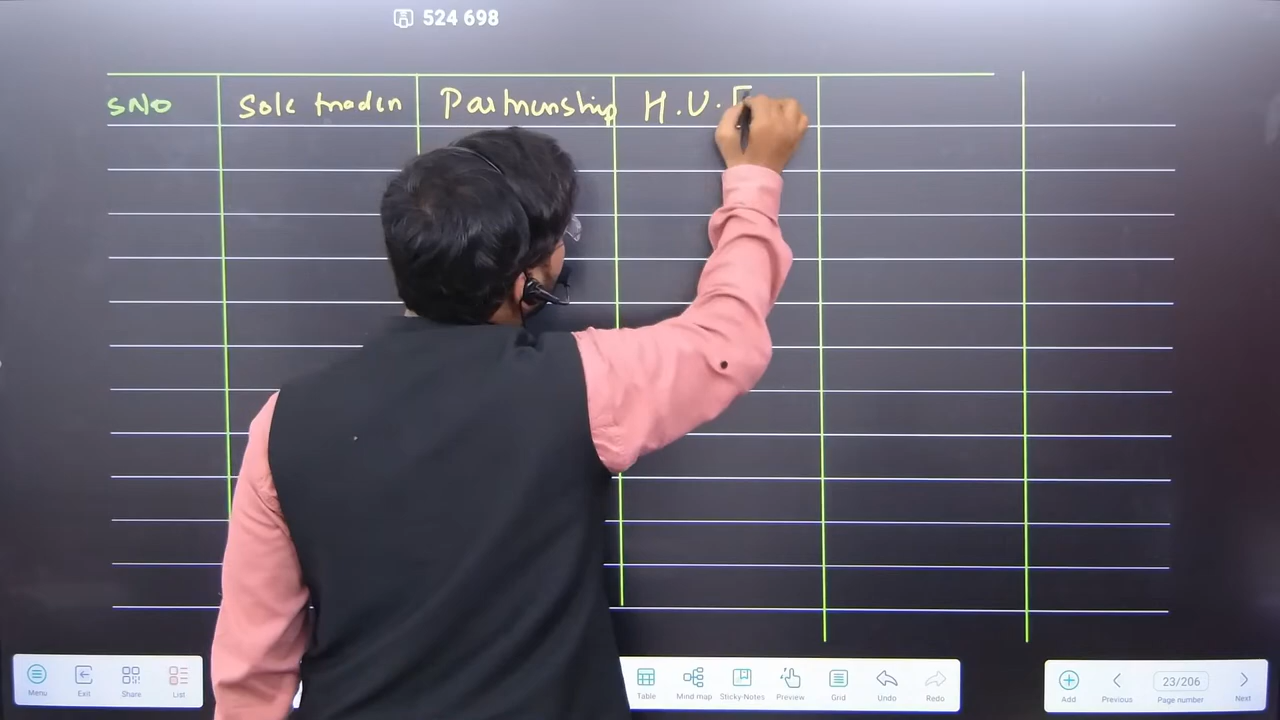 524 698
SNO Sole trader Partnership H.U.F
Menu Exit Share List Table Mind map Sticky-Notes Preview Grid Undo Redo Add Previous 23/206 Page number Next